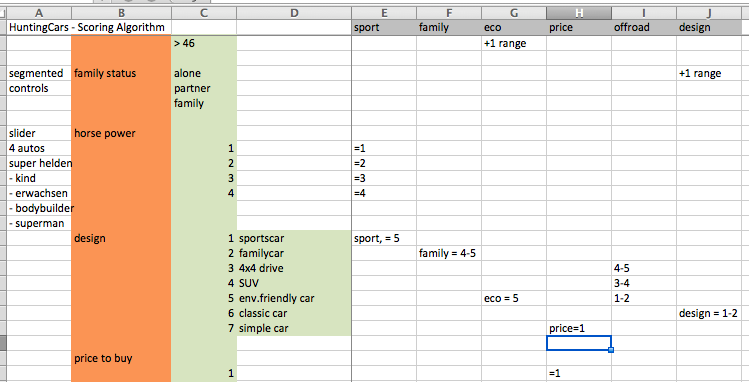 A B C D E F G H I J
HuntingCars - Scoring Algorithm sport family eco price offroad design
> 46 +1 range
segmented family status alone +1 range
controls partner
family
slider horse power
4 autos 1 =1
super helden 2 =2
- kind 3 =3
- erwachsen 4 =4
- bodybuilder
- superman
design 1 sportscar sport, = 5
2 familycar family = 4-5
3 4x4 drive 4-5
4 SUV 3-4
5 env.friendly car eco = 5 1-2
6 classic car design = 1-2
7 simple car price=1
price to buy
1 =1